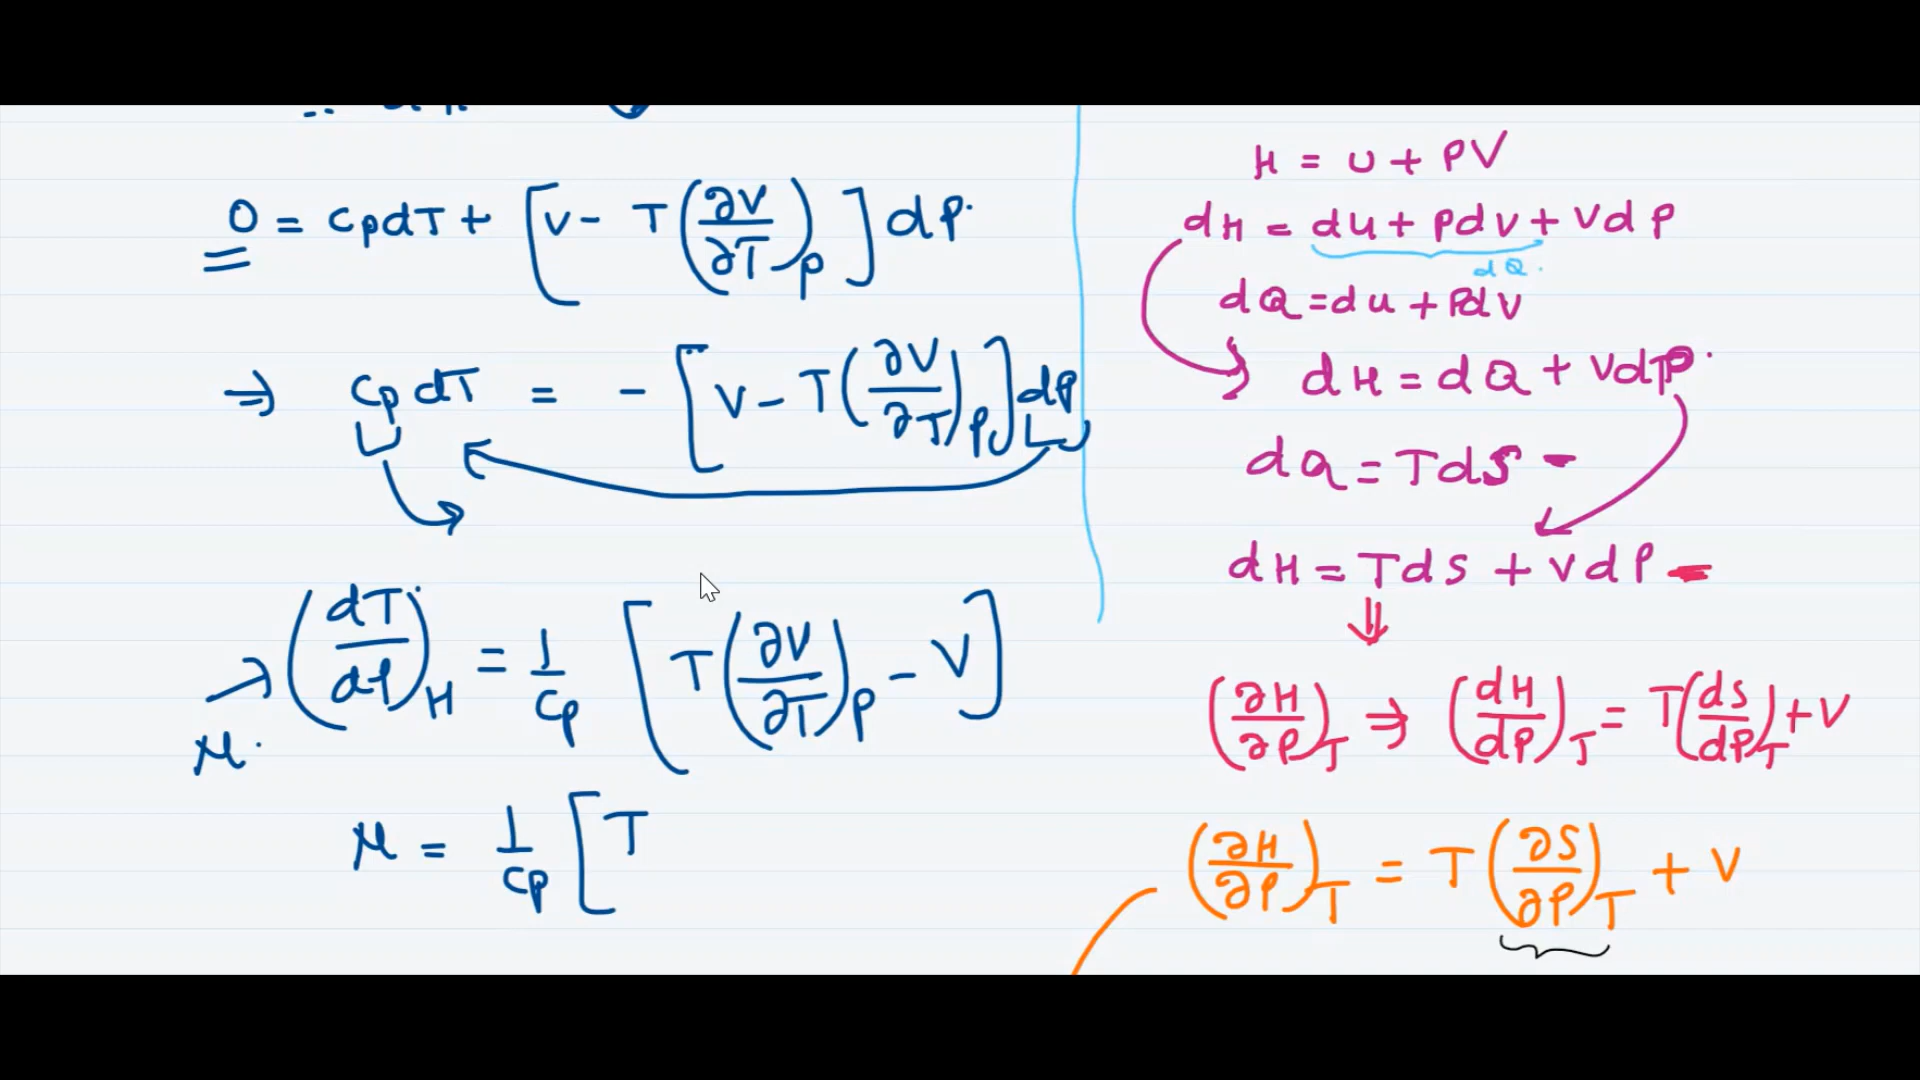 0 = CpdT + [V - T(∂V/∂T)P] dP.
⇒ CpdT = - [V - T(∂V/∂T)P] dP
(dT/dP)H = 1/Cp [T(∂V/∂T)P - V]
μ.
μ = 1/Cp [T
H = U + PV
dH = dU + PdV + VdP
dQ.
dQ = du + PdV
dH = dQ + VdP.
dQ = TdS -
dH = TdS + VdP -
(∂H/∂P)T ⇒ (dH/dP)T = T(dS/dP)T + V
(∂H/∂P)T = T(∂S/∂P)T + V